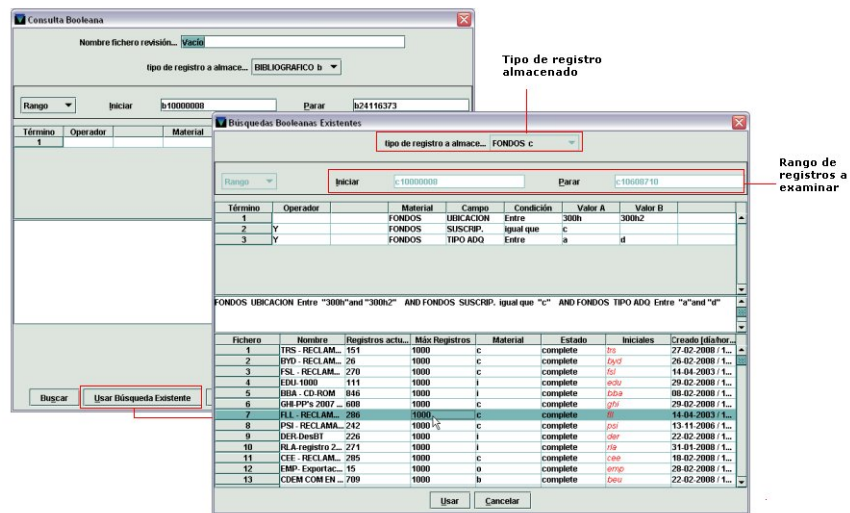 Consulta Booleana
Nombre fichero revisión... Vacío
tipo de registro a almace... BIBLIOGRAFICO b
Rango Iniciar b10000008 Parar b24116373
Término Operador Material
1
Buscar Usar Búsqueda Existente
Tipo de registro
almacenado
Búsquedas Booleanas Existentes
tipo de registro a almace... FONDOS c
Rango Iniciar c10000008 Parar c10608710
Rango de
registros a
examinar
Término Operador Material Campo Condición Valor A Valor B
1 FONDOS UBICACION Entre 300h 300h2
2 Y FONDOS SUSCRIP. igual que c
3 Y FONDOS TIPO ADQ Entre a d
FONDOS UBICACION Entre "300h"and "300h2" AND FONDOS SUSCRIP. igual que "c" AND FONDOS TIPO ADQ Entre "a"and "d"
Fichero Nombre Registros actu... Máx Registros Material Estado Iniciales Creado [día/hor...
1 TRS - RECLAM... 151 1000 c complete trs 27-02-2008 / 1...
2 BYD - RECLAM... 26 1000 c complete byd 26-02-2008 / 1...
3 FSL - RECLAM... 270 1000 c complete fsl 14-04-2003 / 1...
4 EDU-1000 111 1000 i complete edu 29-02-2008 / 1...
5 BBA - CD-ROM 846 1000 i complete bba 08-02-2008 / 1...
6 GHI-PP's 2007 ... 608 1000 c complete ghi 29-02-2008 / 1...
7 FLL - RECLAM... 286 1000 c complete fll 14-04-2003 / 1...
8 PSI - RECLAMA... 242 1000 c complete psi 13-11-2006 / 1...
9 DER-DesBT 226 1000 i complete der 22-02-2008 / 1...
10 RLA-registro 2... 271 1000 i complete rla 31-01-2008 / 1...
11 CEE - RECLAM... 285 1000 c complete cee 18-02-2008 / 1...
12 EMP- Exportac... 15 1000 o complete emp 28-02-2008 / 1...
13 CDEM COM EN ... 709 1000 b complete beu 22-02-2008 / 1...
Usar Cancelar